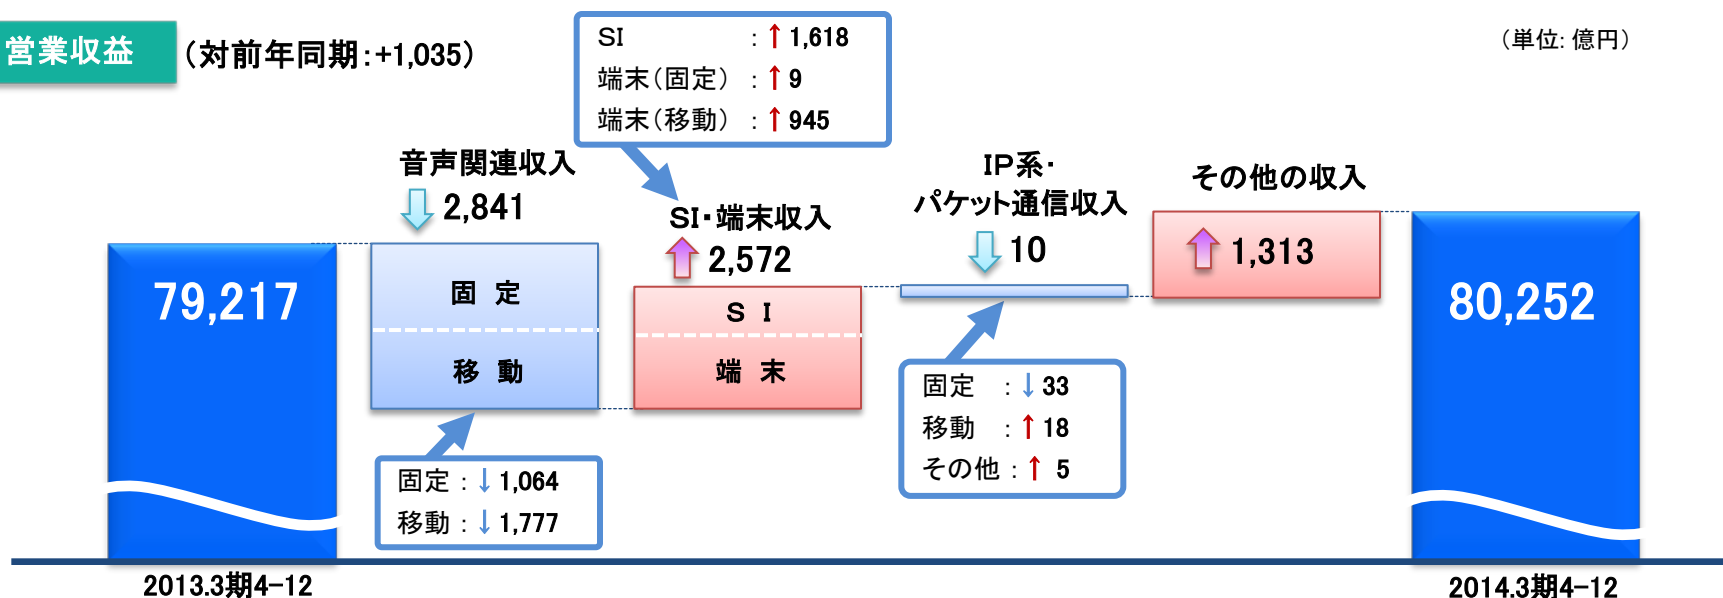 営業収益
(対前年同期:+1,035)
(単位: 億円)
SI : ↑ 1,618
端末(固定) : ↑ 9
端末(移動) : ↑ 945
音声関連収入
2,841
SI・端末収入
2,572
IP系・
パケット通信収入
10
その他の収入
1,313
79,217
固 定
移 動
S I
端 末
80,252
固定 : ↓ 33
移動 : ↑ 18
その他 : ↑ 5
固定 : ↓ 1,064
移動 : ↓ 1,777
2013.3期4-12
2014.3期4-12